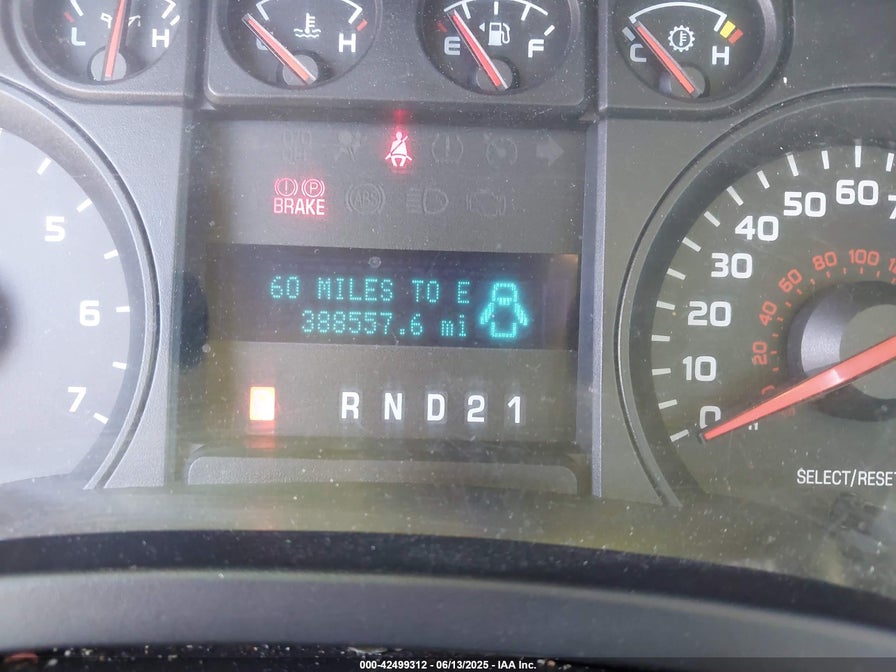 L H
H
E F
C H
BRAKE
ABS
60 MILES TO E
388557.6 mi
R N D 2 1
5
6
7
0
10
20
30
40
50
60
20
40
60
80
100
SELECT/RESET
000-42499312 - 06/13/2025 - IAA Inc.